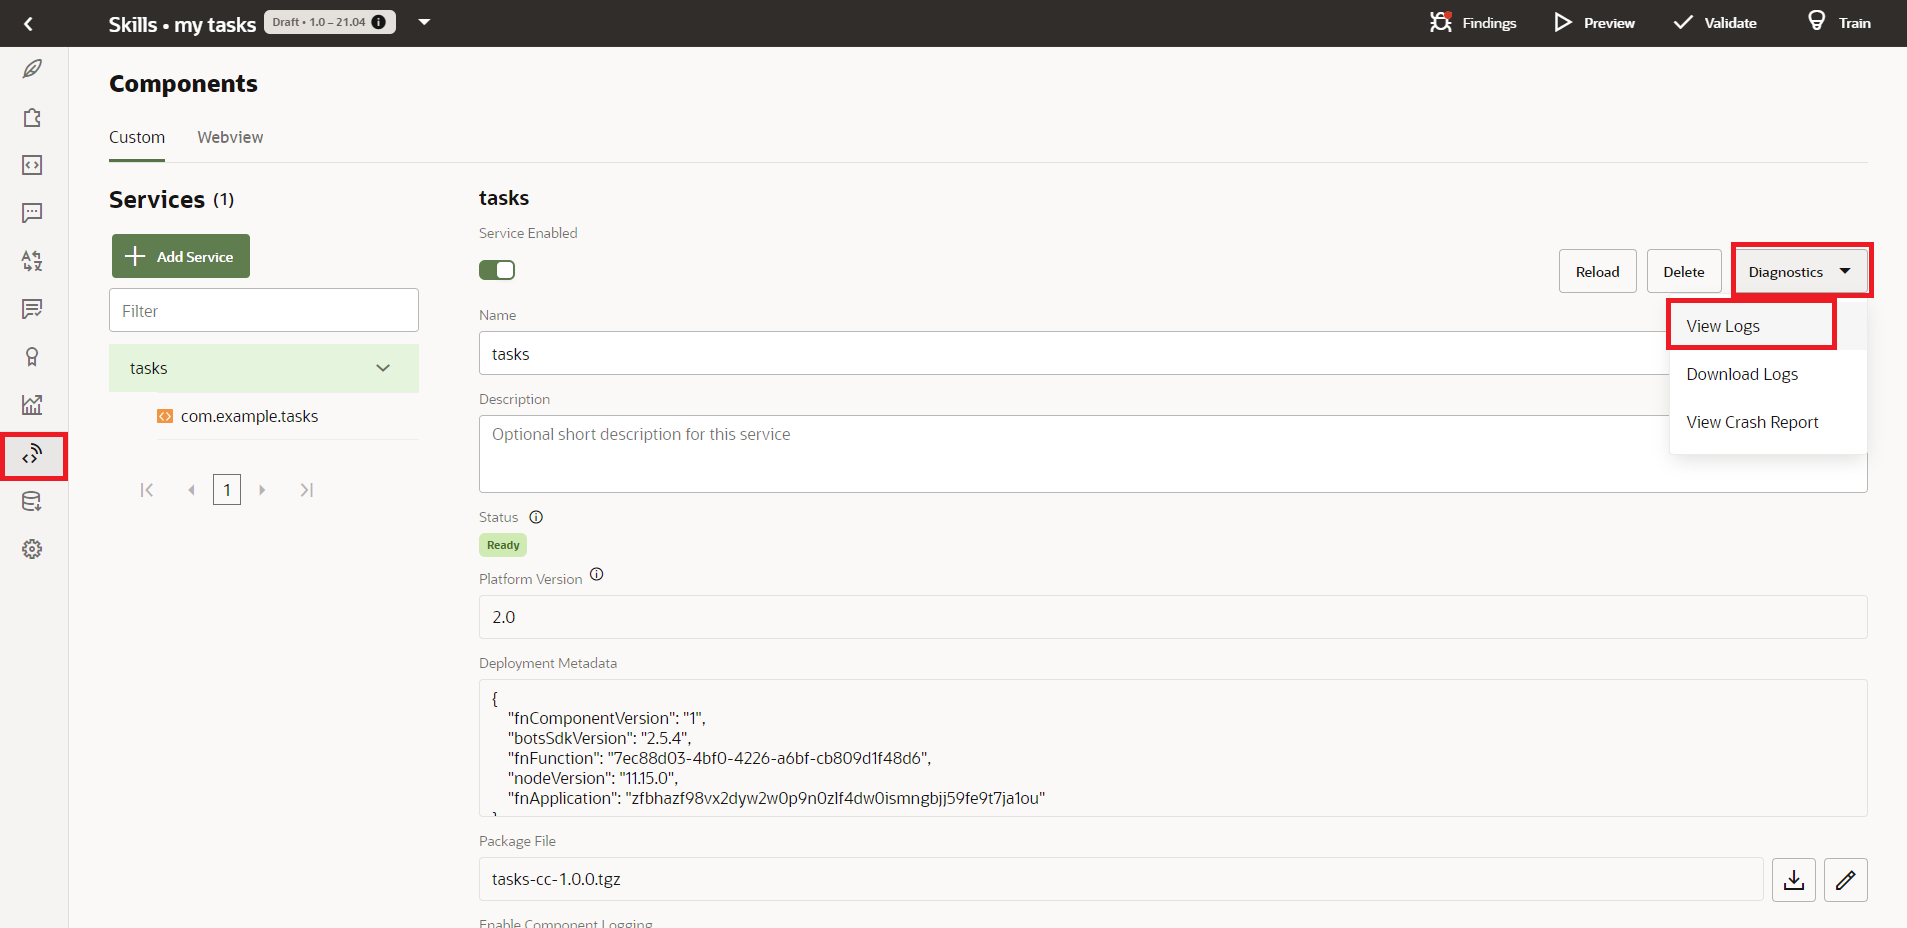 Skills • my tasks Draft • 1.0 – 21.04
Findings Preview Validate Train
Components
Custom Webview
Services (1)
Add Service
Filter
tasks
com.example.tasks
1
tasks
Service Enabled
Reload Delete Diagnostics
View Logs
Download Logs
View Crash Report
Name
tasks
Description
Optional short description for this service
Status
Ready
Platform Version
2.0
Deployment Metadata
{
"fnComponentVersion": "1",
"botsSdkVersion": "2.5.4",
"fnFunction": "7ec88d03-4bf0-4226-a6bf-cb809d1f48d6",
"nodeVersion": "11.15.0",
"fnApplication": "zfbhazf98vx2dyw2w0p9n0zlf4dw0ismngbjj59fe9t7ja1ou"
}
Package File
tasks-cc-1.0.0.tgz
Enable Component Logging